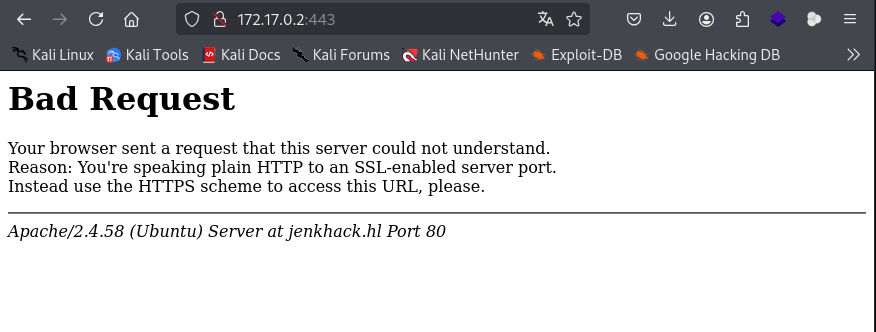 172.17.0.2:443
Kali Linux Kali Tools Kali Docs Kali Forums Kali NetHunter Exploit-DB Google Hacking DB
Bad Request
Your browser sent a request that this server could not understand.
Reason: You're speaking plain HTTP to an SSL-enabled server port.
Instead use the HTTPS scheme to access this URL, please.
Apache/2.4.58 (Ubuntu) Server at jenkhack.hl Port 80